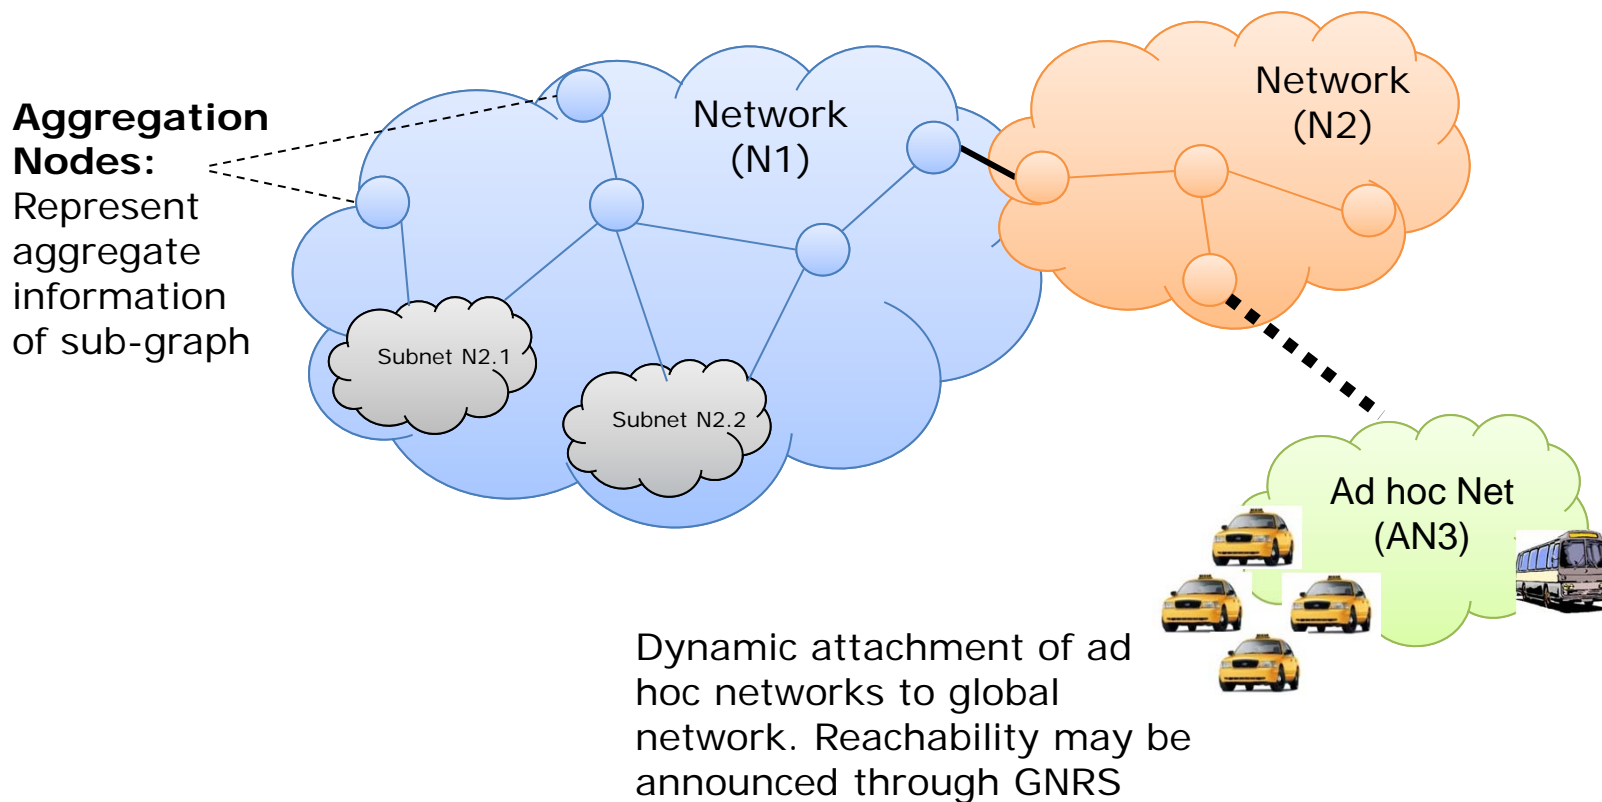 Aggregation
Nodes:
Represent
aggregate
information
of sub-graph
Network
(N1)
Network
(N2)
Subnet N2.1
Subnet N2.2
Ad hoc Net
(AN3)
Dynamic attachment of ad
hoc networks to global
network. Reachability may be
announced through GNRS